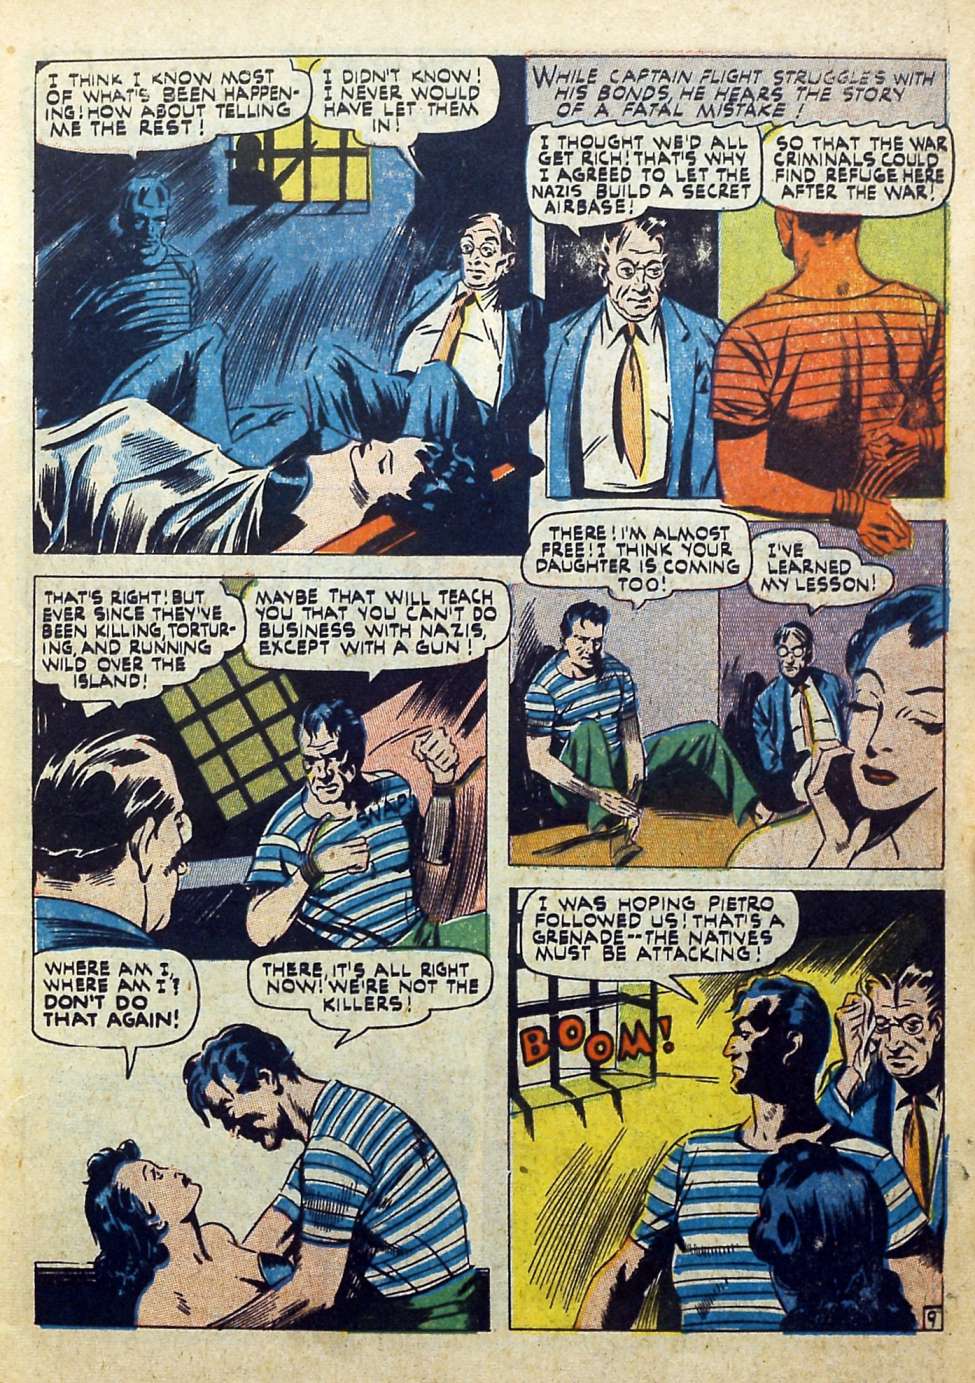 I THINK I KNOW MOST
OF WHAT'S BEEN HAPPEN-
ING! HOW ABOUT TELLING
ME THE REST!
I DIDN'T KNOW!
I NEVER WOULD
HAVE LET THEM
IN!
WHILE CAPTAIN FLIGHT STRUGGLES WITH
HIS BONDS, HE HEARS THE STORY
OF A FATAL MISTAKE!
I THOUGHT WE'D ALL
GET RICH! THAT'S WHY
I AGREED TO LET THE
NAZIS BUILD A SECRET
AIRBASE!
SO THAT THE WAR
CRIMINALS COULD
FIND REFUGE HERE
AFTER THE WAR!
THAT'S RIGHT! BUT
EVER SINCE THEY'VE
BEEN KILLING, TORTUR-
ING, AND RUNNING
WILD OVER THE
ISLAND!
MAYBE THAT WILL TEACH
YOU THAT YOU CAN'T DO
BUSINESS WITH NAZIS,
EXCEPT WITH A GUN!
SNAP!
THERE! I'M ALMOST
FREE! I THINK YOUR
DAUGHTER IS COMING
TOO!
I'VE
LEARNED
MY LESSON!
WHERE AM I,
WHERE AM I?
DON'T DO
THAT AGAIN!
THERE, IT'S ALL RIGHT
NOW! WE'RE NOT THE
KILLERS!
I WAS HOPING PIETRO
FOLLOWED US! THAT'S A
GRENADE--THE NATIVES
MUST BE ATTACKING!
BOOM!
9